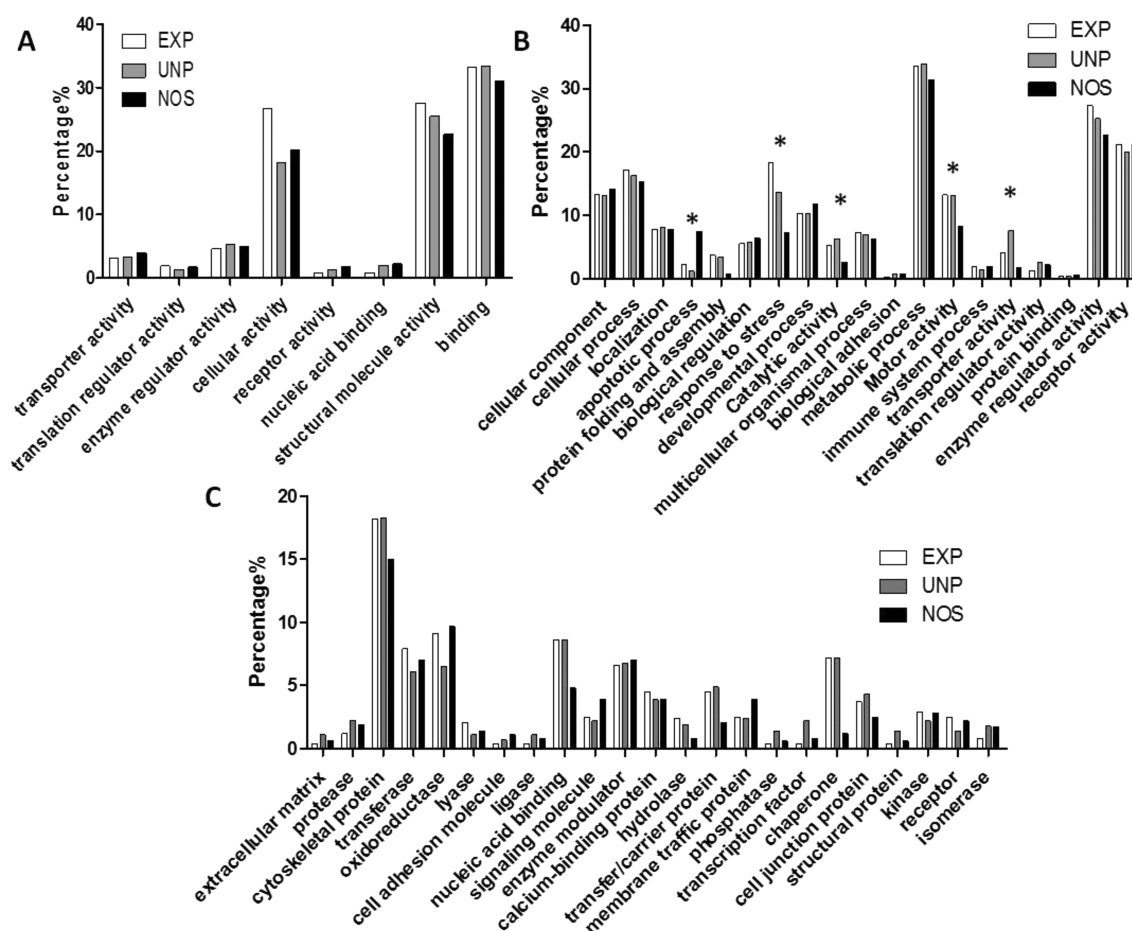 A
Percentage%
40
30
20
10
0
EXP
UNP
NOS
transporter activity
translation regulator activity
enzyme regulator activity
cellular activity
receptor activity
nucleic acid binding
structural molecule activity
binding
B
Percentage%
40
30
20
10
0
EXP
UNP
NOS
*
*
*
*
*
cellular component
cellular process
localization
apoptotic process
protein folding and assembly
biological regulation
response to stress
developmental process
Catalytic activity
multicellular organismal process
biological adhesion
metabolic process
Motor activity
immune system process
transporter activity
translation regulator activity
protein binding
enzyme regulator activity
receptor activity
C
Percentage%
20
15
10
5
0
EXP
UNP
NOS
extracellular matrix
protease
cytoskeletal protein
transferase
oxidoreductase
lyase
cell adhesion molecule
ligase
nucleic acid binding
signaling molecule
enzyme modulator
calcium-binding protein
hydrolase
transfer/carrier protein
membrane traffic protein
phosphatase
transcription factor
chaperone
cell junction protein
structural protein
kinase
receptor
isomerase